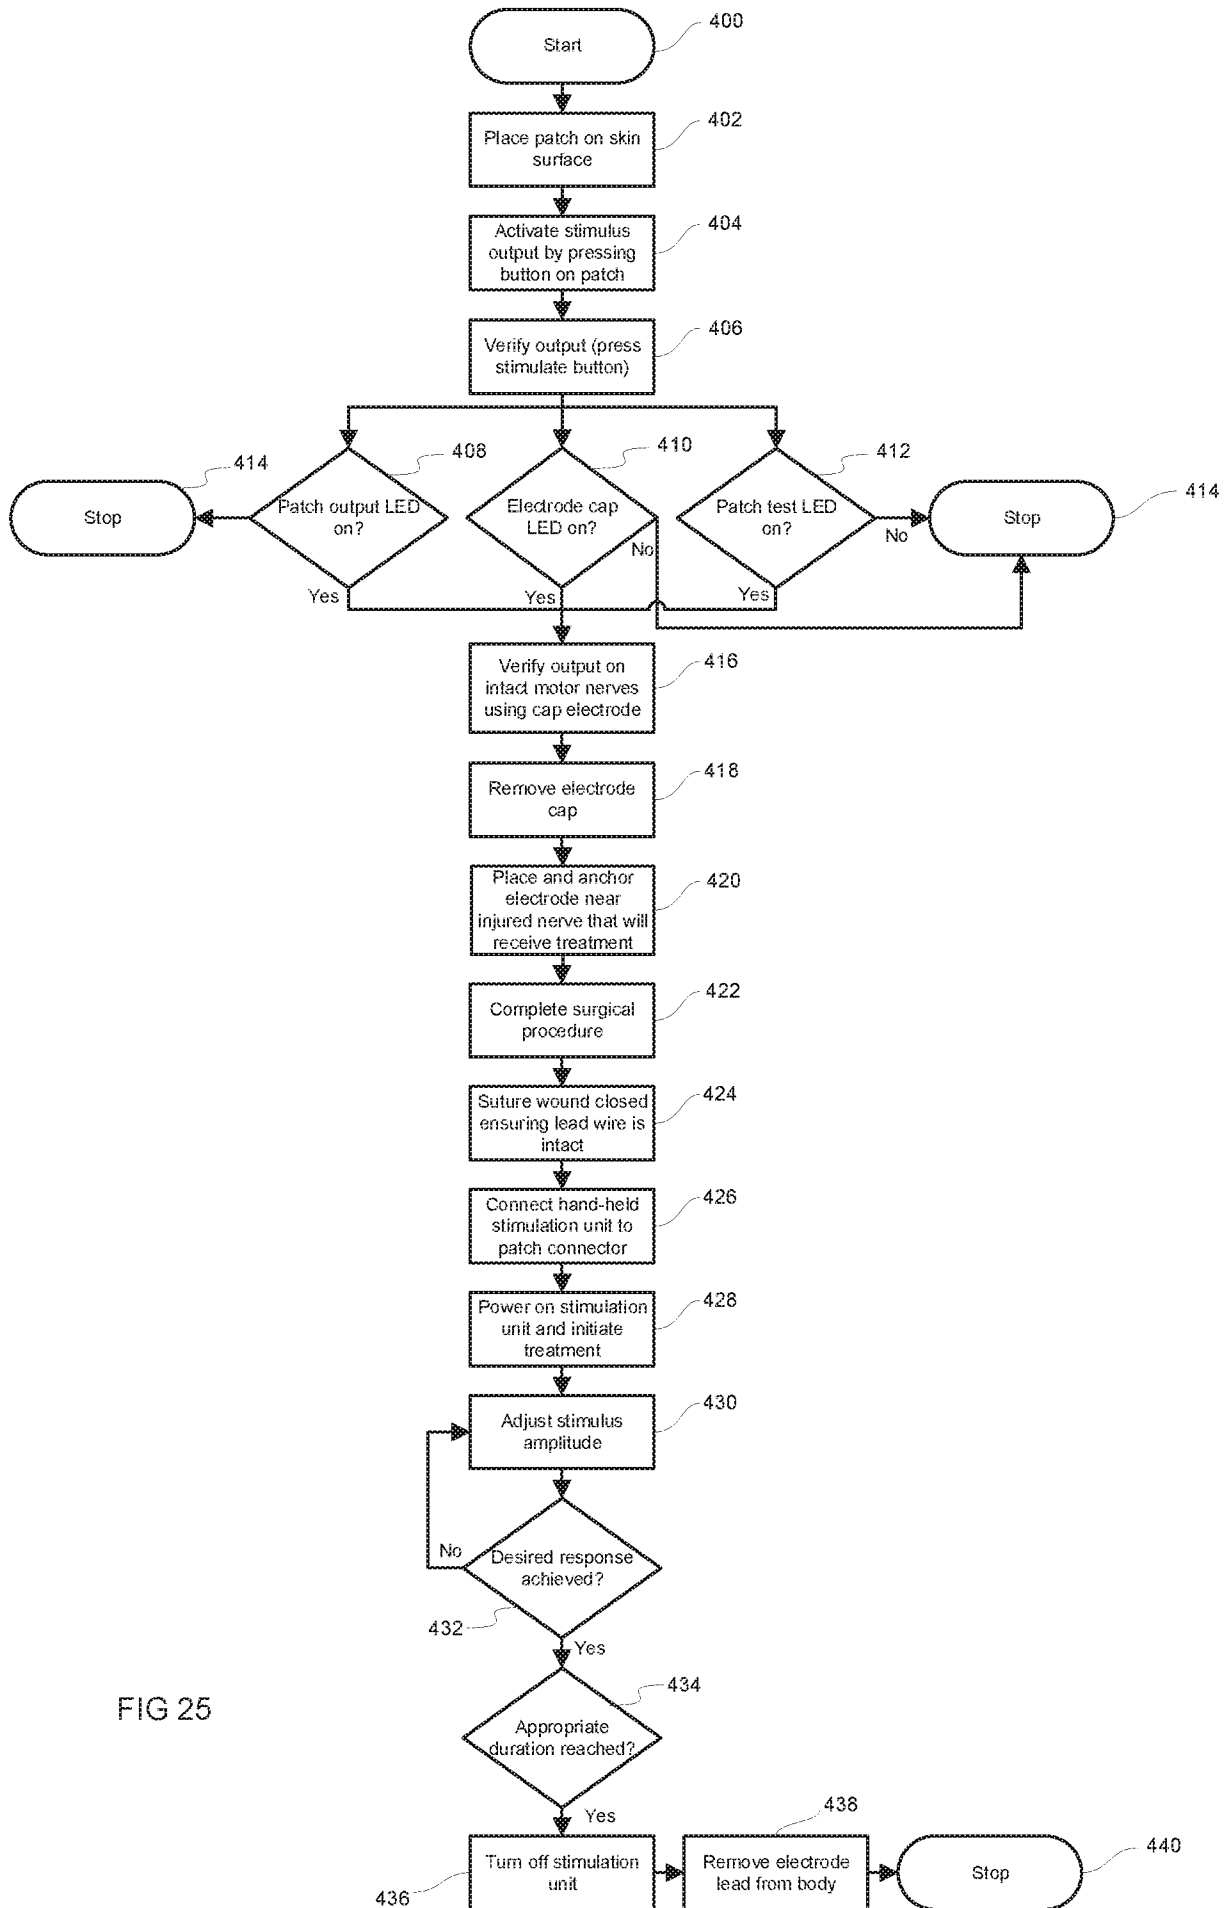 Start
400
Place patch on skin
surface
402
Activate stimulus
output by pressing
button on patch
404
Verify output (press
stimulate button)
406
414
Stop
408
Patch output LED
on?
Yes
410
Electrode cap
LED on?
No
Yes
412
Patch test LED
on?
No
Yes
Stop
414
Verify output on
intact motor nerves
using cap electrode
416
Remove electrode
cap
418
Place and anchor
electrode near
injured nerve that will
receive treatment
420
Complete surgical
procedure
422
Suture wound closed
ensuring lead wire is
intact
424
Connect hand-held
stimulation unit to
patch connector
426
Power on stimulation
unit and initiate
treatment
428
Adjust stimulus
amplitude
430
No
Desired response
achieved?
432
Yes
434
Appropriate
duration reached?
FIG 25
Yes
Turn off stimulation
unit
436
438
Remove electrode
lead from body
Stop
440